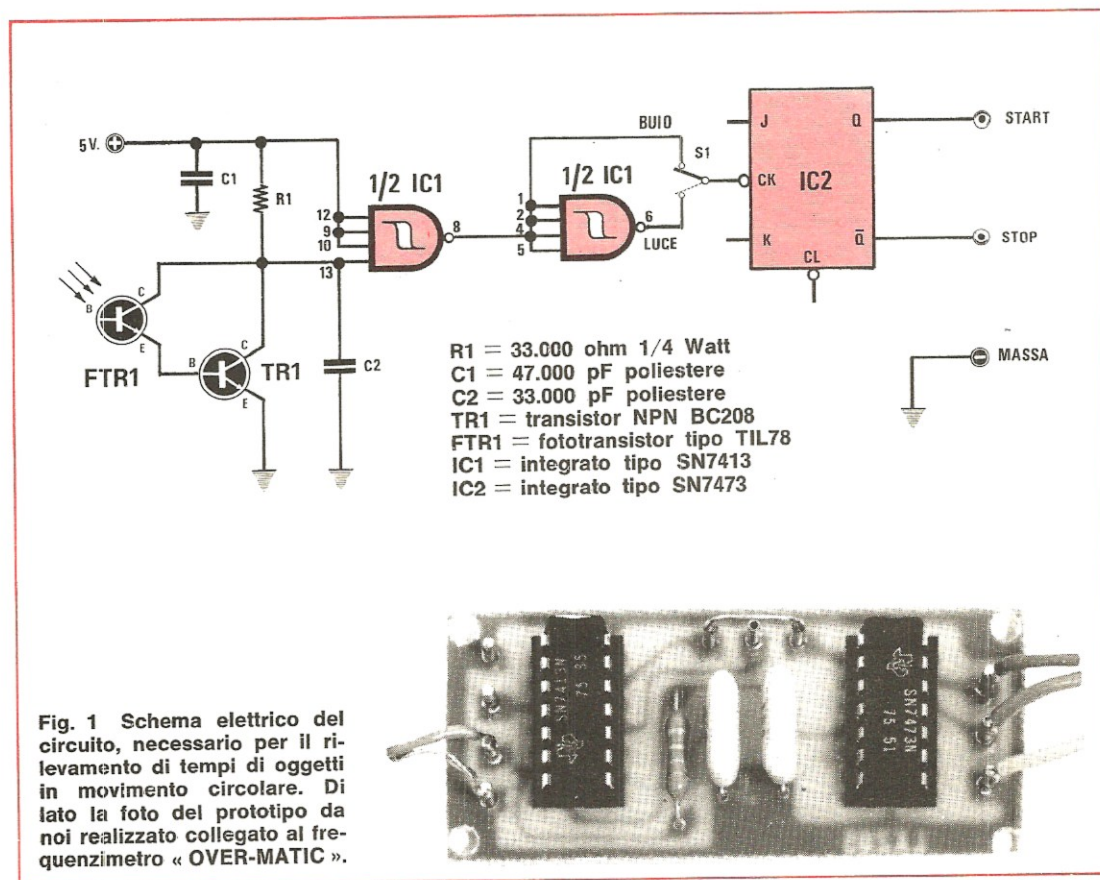 5V.
C1
R1
1/2 IC1
12
9
10
13
8
1/2 IC1
1
2
4
5
6
BUIO
S1
LUCE
J
Q
CK
IC2
K
Q̅
CL
START
STOP
MASSA
B
C
E
FTR1
B
C
E
TR1
C2
R1 = 33.000 ohm 1/4 Watt
C1 = 47.000 pF poliestere
C2 = 33.000 pF poliestere
TR1 = transistor NPN BC208
FTR1 = fototransistor tipo TIL78
IC1 = integrato tipo SN7413
IC2 = integrato tipo SN7473
SN7413N
75 35
SN7473N
75 51
Fig. 1 Schema elettrico del
circuito, necessario per il ri-
levamento di tempi di oggetti
in movimento circolare. Di
lato la foto del prototipo da
noi realizzato collegato al fre-
quenzimetro « OVER-MATIC ».